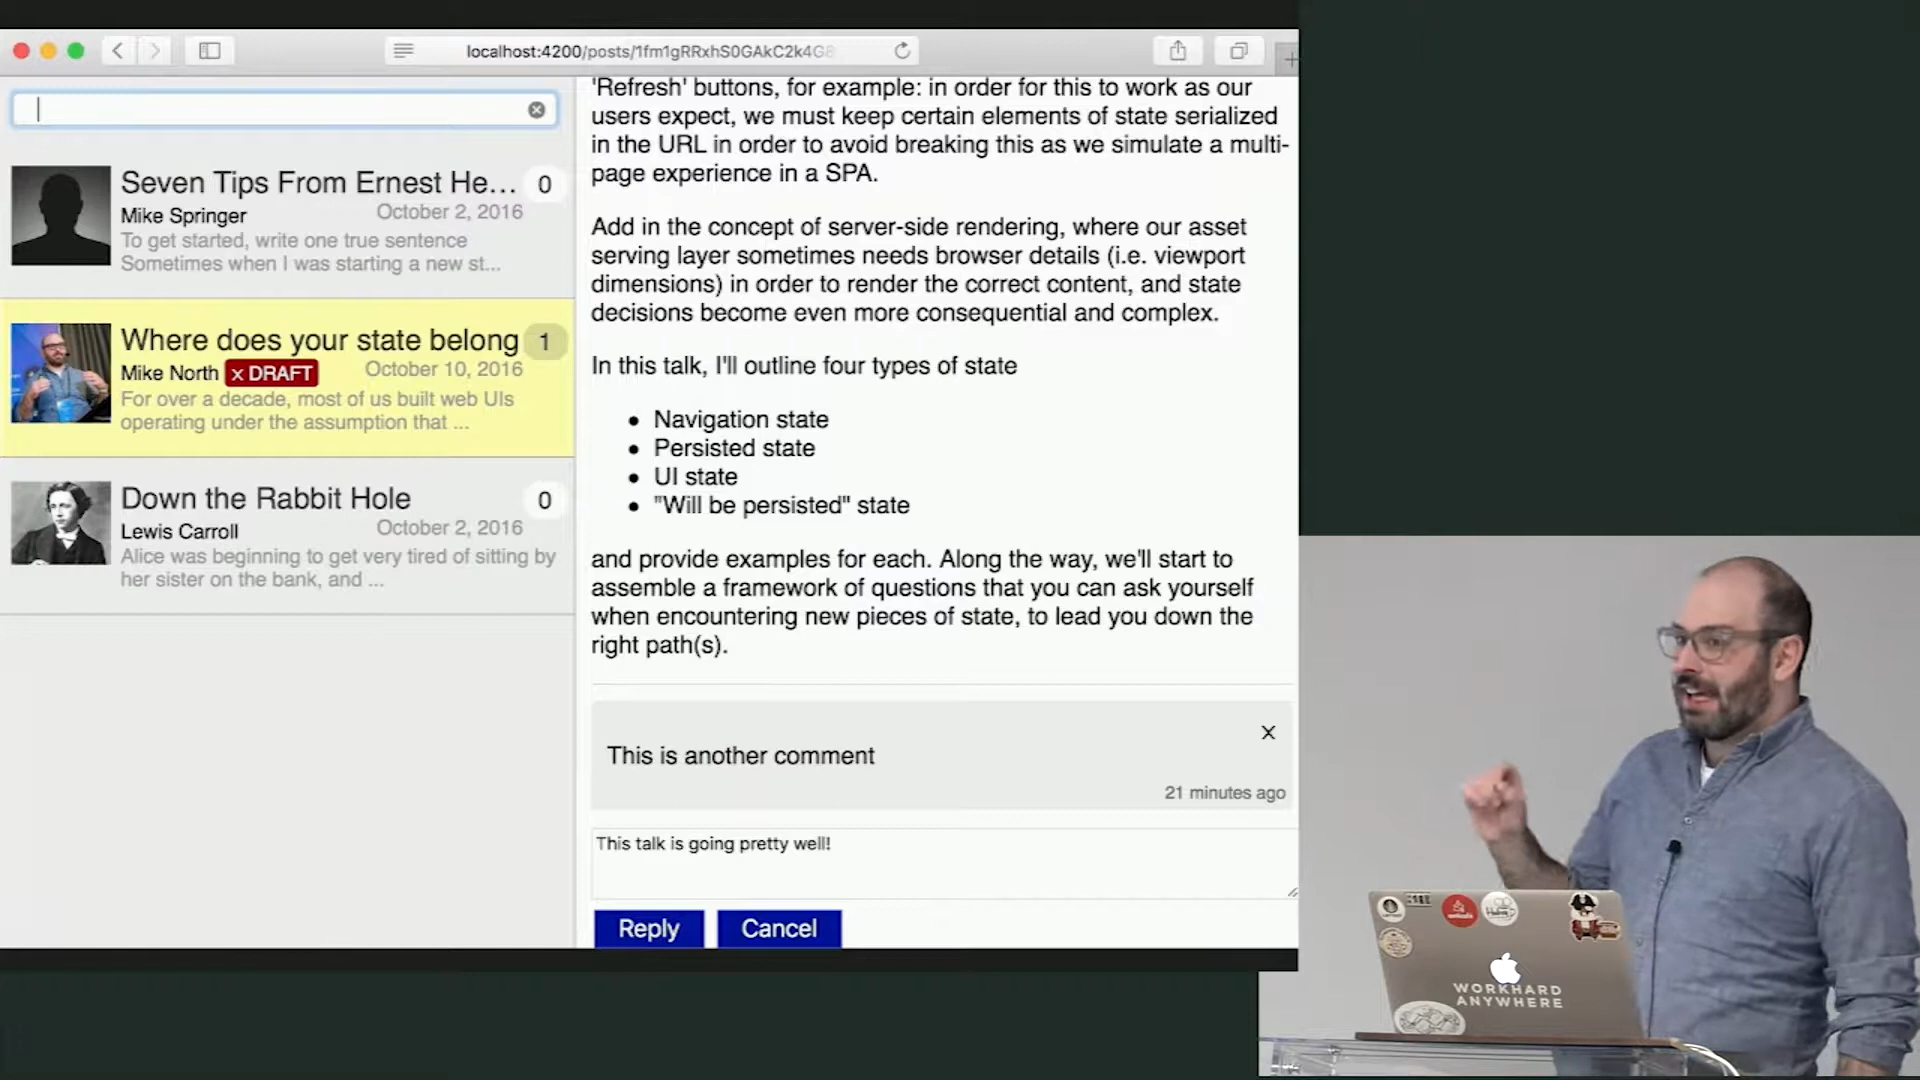 localhost:4200/posts/1fm1gRRxhS0GAkC2k4G8
Seven Tips From Ernest He... 0
Mike Springer October 2, 2016
To get started, write one true sentence
Sometimes when I was starting a new st...
Where does your state belong 1
Mike North x DRAFT October 10, 2016
For over a decade, most of us built web UIs
operating under the assumption that ...
Down the Rabbit Hole 0
Lewis Carroll October 2, 2016
Alice was beginning to get very tired of sitting by
her sister on the bank, and ...
'Refresh' buttons, for example: in order for this to work as our
users expect, we must keep certain elements of state serialized
in the URL in order to avoid breaking this as we simulate a multi-
page experience in a SPA.
Add in the concept of server-side rendering, where our asset
serving layer sometimes needs browser details (i.e. viewport
dimensions) in order to render the correct content, and state
decisions become even more consequential and complex.
In this talk, I'll outline four types of state
• Navigation state
• Persisted state
• UI state
• "Will be persisted" state
and provide examples for each. Along the way, we'll start to
assemble a framework of questions that you can ask yourself
when encountering new pieces of state, to lead you down the
right path(s).
X
This is another comment
21 minutes ago
This talk is going pretty well!
Reply Cancel
WORKHARD
ANYWHERE